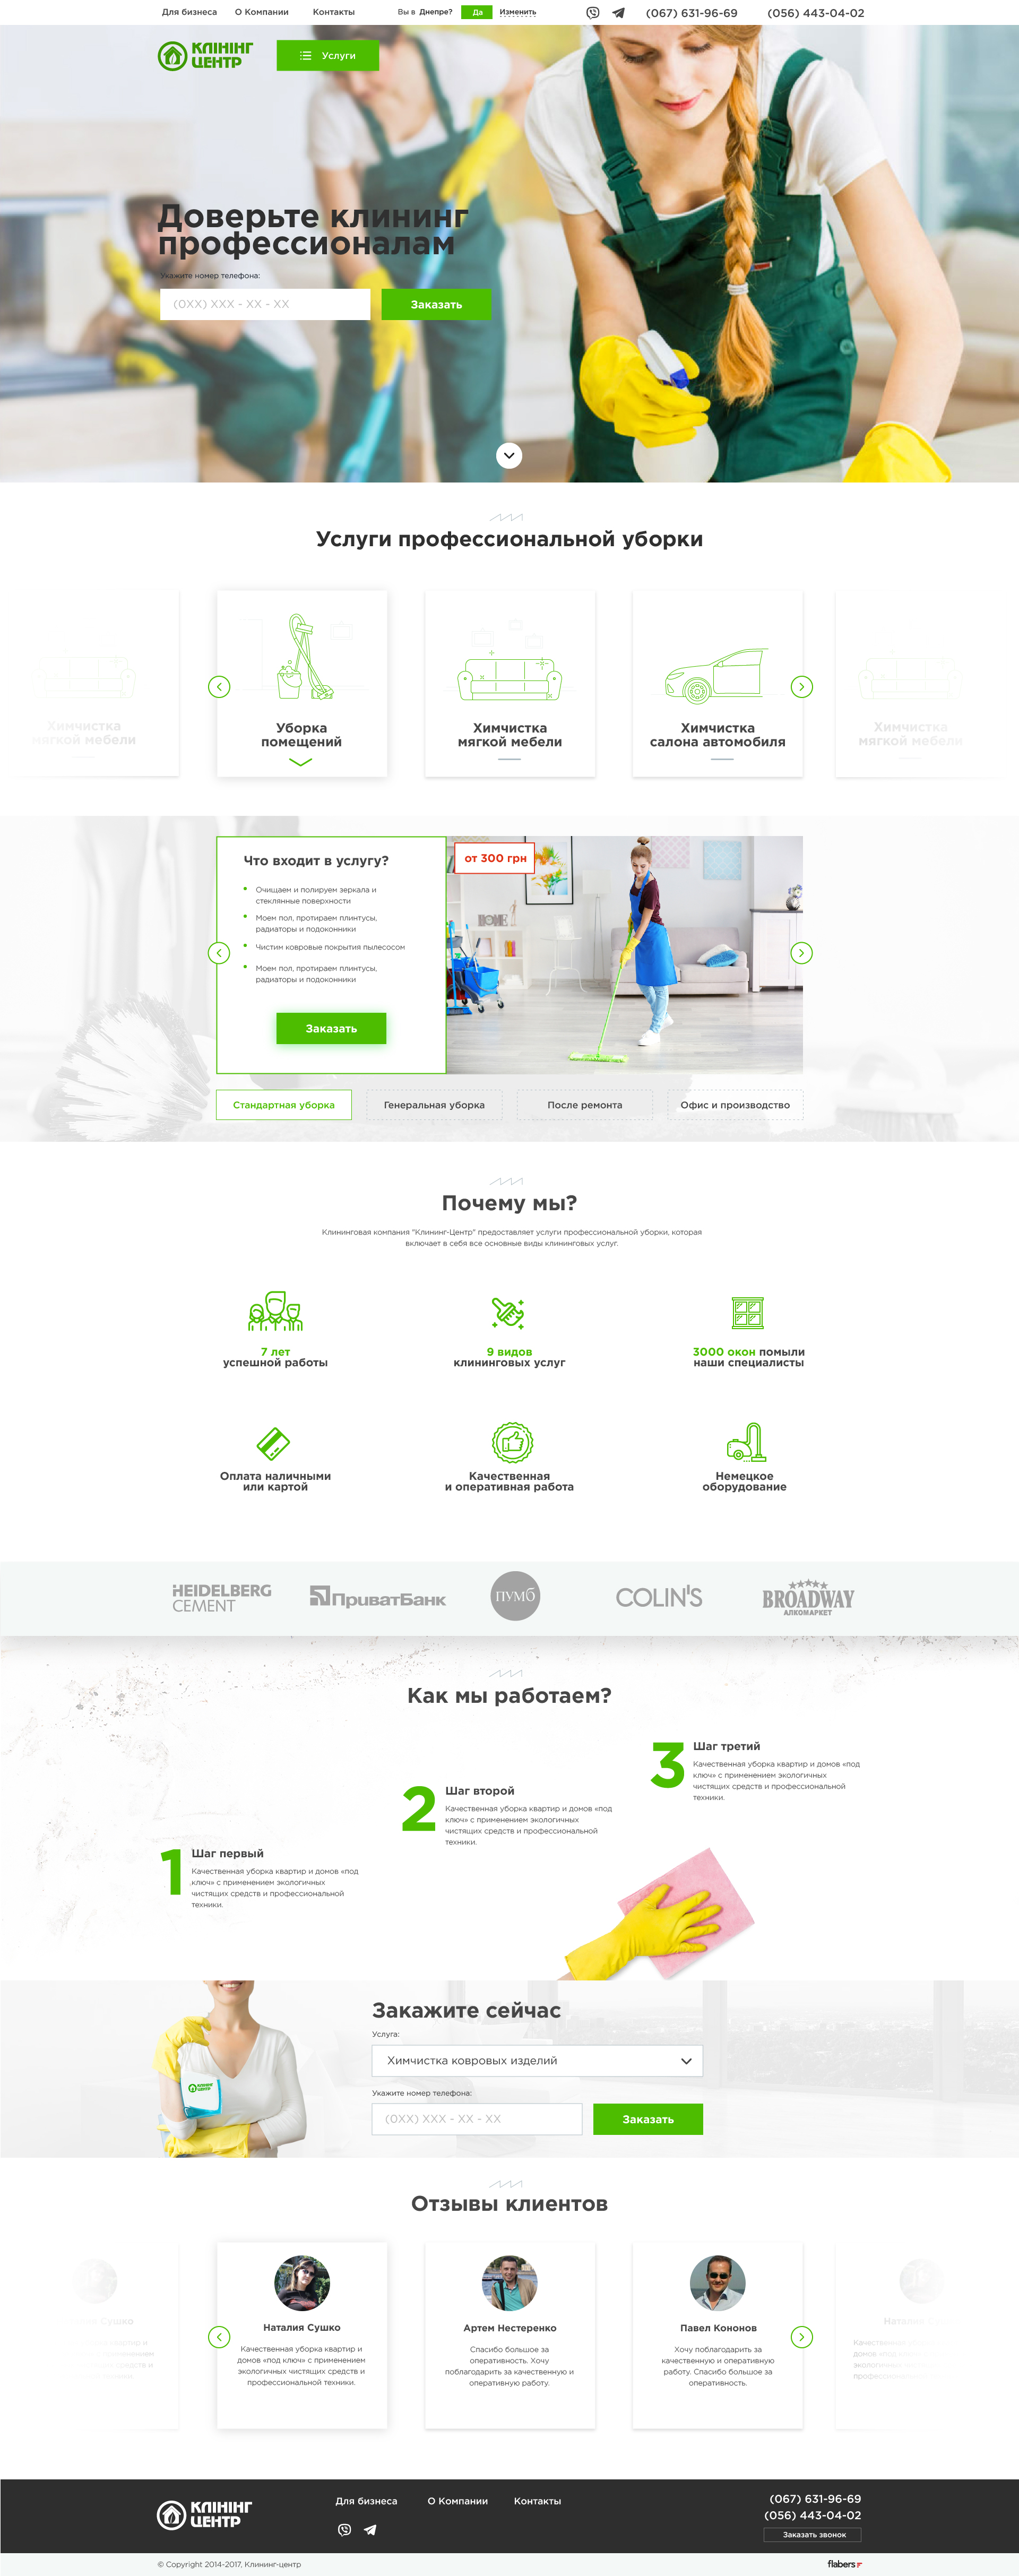 Для бизнеса О Компании Контакты Вы в Днепре? Да Изменить (067) 631-96-69 (056) 443-04-02
КЛІНІНГ
ЦЕНТР
Услуги
Доверьте клининг
профессионалам
Укажите номер телефона:
(0XX) XXX - XX - XX Заказать
Услуги профессиональной уборки
Химчистка
мягкой мебели
Уборка
помещений
Химчистка
мягкой мебели
Химчистка
салона автомобиля
Химчистка
мягкой мебели
Что входит в услугу?
Очищаем и полируем зеркала и
стеклянные поверхности
Моем пол, протираем плинтусы,
радиаторы и подоконники
Чистим ковровые покрытия пылесосом
Моем пол, протираем плинтусы,
радиаторы и подоконники
Заказать
от 300 грн
HOME
Стандартная уборка Генеральная уборка После ремонта Офис и производство
Почему мы?
Клининговая компания "Клининг-Центр" предоставляет услуги профессиональной уборки, которая
включает в себя все основные виды клининговых услуг.
7 лет
успешной работы
9 видов
клининговых услуг
3000 окон помыли
наши специалисты
Оплата наличными
или картой
Качественная
и оперативная работа
Немецкое
оборудование
HEIDELBERG
CEMENT
ПриватБанк
ПУМБ
COLIN'S
BROADWAY
АЛКОМАРКЕТ
Как мы работаем?
3
Шаг третий
Качественная уборка квартир и домов «под
ключ» с применением экологичных
чистящих средств и профессиональной
техники.
2
Шаг второй
Качественная уборка квартир и домов «под
ключ» с применением экологичных
чистящих средств и профессиональной
техники.
1
Шаг первый
Качественная уборка квартир и домов «под
ключ» с применением экологичных
чистящих средств и профессиональной
техники.
КЛІНІНГ
ЦЕНТР
Закажите сейчас
Услуга:
Химчистка ковровых изделий
Укажите номер телефона:
(0XX) XXX - XX - XX Заказать
Отзывы клиентов
Наталия Сушко
Качественная уборка квартир и
домов «под ключ» с применением
экологичных чистящих средств и
профессиональной техники.
Артем Нестеренко
Спасибо большое за
оперативность. Хочу
поблагодарить за качественную и
оперативную работу.
Павел Кононов
Хочу поблагодарить за
качественную и оперативную
работу. Спасибо большое за
оперативность.
КЛІНІНГ
ЦЕНТР
Для бизнеса О Компании Контакты
(067) 631-96-69
(056) 443-04-02
Заказать звонок
© Copyright 2014-2017, Клининг-центр
flabers